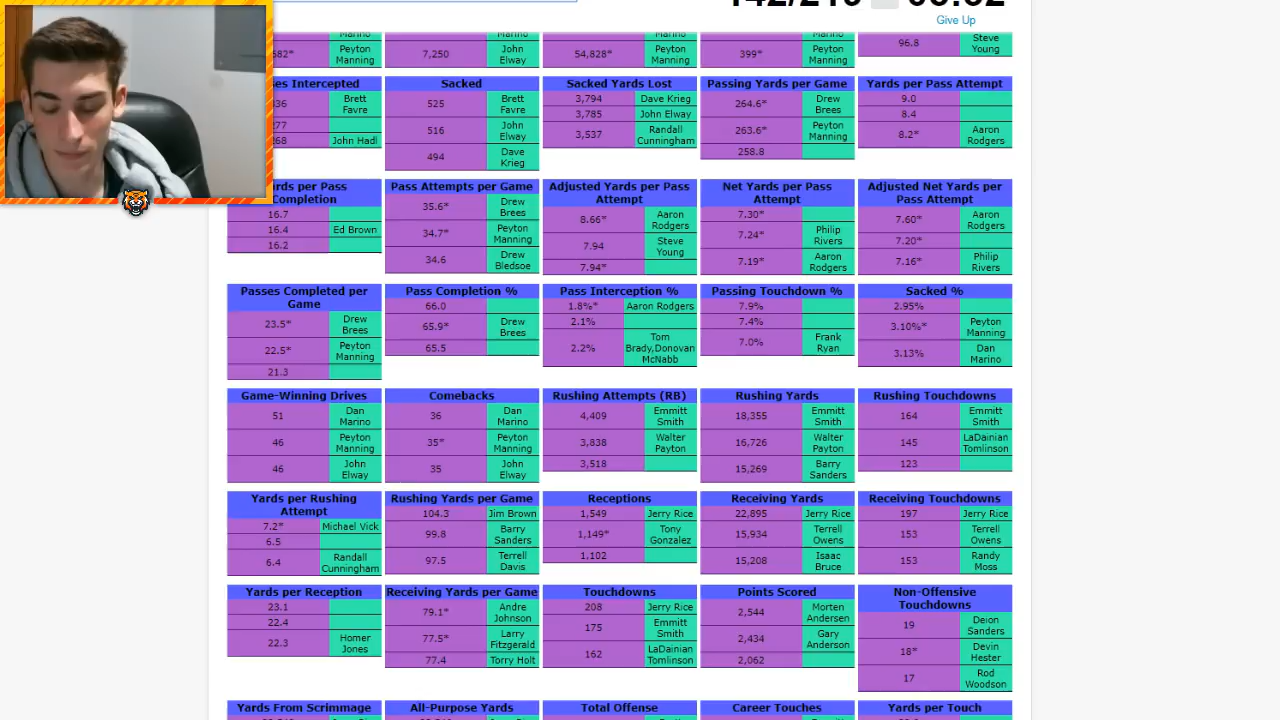 Give Up
Peyton Manning
7,250 John Elway
54,828* Peyton Manning
399* Peyton Manning
96.8 Steve Young
Intercepted
Brett Favre
John Hadl
Sacked
525 Brett Favre
516 John Elway
494 Dave Krieg
Sacked Yards Lost
3,794 Dave Krieg
3,785 John Elway
3,537 Randall Cunningham
Passing Yards per Game
264.6* Drew Brees
263.6* Peyton Manning
258.8
Yards per Pass Attempt
9.0
8.4
8.2* Aaron Rodgers
per Pass Completion
16.7
16.4 Ed Brown
16.2
Pass Attempts per Game
35.6* Drew Brees
34.7* Peyton Manning
34.6 Drew Bledsoe
Adjusted Yards per Pass Attempt
8.66* Aaron Rodgers
7.94 Steve Young
7.94*
Net Yards per Pass Attempt
7.30*
7.24* Philip Rivers
7.19* Aaron Rodgers
Adjusted Net Yards per Pass Attempt
7.60* Aaron Rodgers
7.20*
7.16* Philip Rivers
Passes Completed per Game
23.5* Drew Brees
22.5* Peyton Manning
21.3
Pass Completion %
66.0
65.9* Drew Brees
65.5
Pass Interception %
1.8%* Aaron Rodgers
2.1%
2.2% Tom Brady,Donovan McNabb
Passing Touchdown %
7.9%
7.4%
7.0% Frank Ryan
Sacked %
2.95%
3.10%* Peyton Manning
3.13% Dan Marino
Game-Winning Drives
51 Dan Marino
46 Peyton Manning
46 John Elway
Comebacks
36 Dan Marino
35* Peyton Manning
35 John Elway
Rushing Attempts (RB)
4,409 Emmitt Smith
3,838 Walter Payton
3,518
Rushing Yards
18,355 Emmitt Smith
16,726 Walter Payton
15,269 Barry Sanders
Rushing Touchdowns
164 Emmitt Smith
145 LaDainian Tomlinson
123
Yards per Rushing Attempt
7.2* Michael Vick
6.5
6.4 Randall Cunningham
Rushing Yards per Game
104.3 Jim Brown
99.8 Barry Sanders
97.5 Terrell Davis
Receptions
1,549 Jerry Rice
1,149* Tony Gonzalez
1,102
Receiving Yards
22,895 Jerry Rice
15,934 Terrell Owens
15,208 Isaac Bruce
Receiving Touchdowns
197 Jerry Rice
153 Terrell Owens
153 Randy Moss
Yards per Reception
23.1
22.4
22.3 Homer Jones
Receiving Yards per Game
79.1* Andre Johnson
77.5* Larry Fitzgerald
77.4 Torry Holt
Touchdowns
208 Jerry Rice
175 Emmitt Smith
162 LaDainian Tomlinson
Points Scored
2,544 Morten Andersen
2,434 Gary Anderson
2,062
Non-Offensive Touchdowns
19 Deion Sanders
18* Devin Hester
17 Rod Woodson
Yards From Scrimmage
All-Purpose Yards
Total Offense
Career Touches
Yards per Touch